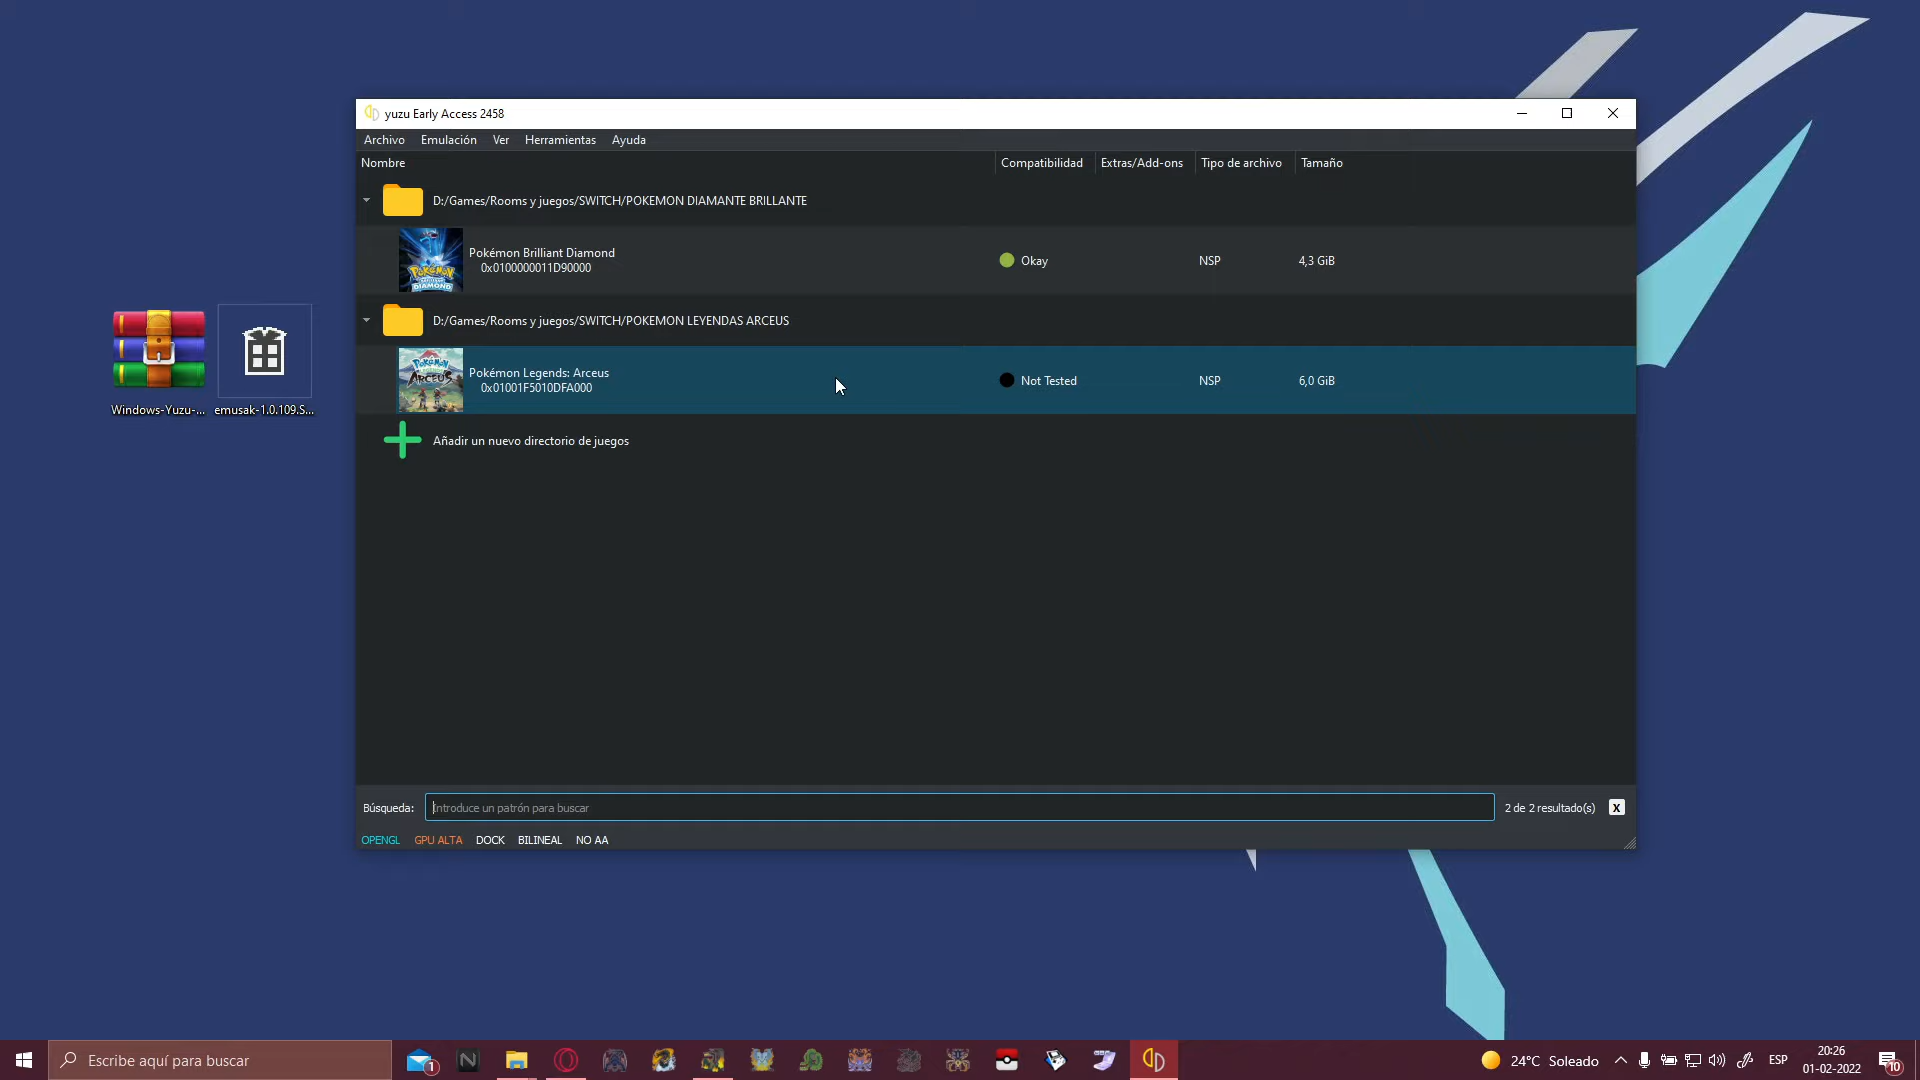 yuzu Early Access 2458
Archivo Emulación Ver Herramientas Ayuda
Nombre Compatibilidad Extras/Add-ons Tipo de archivo Tamaño
D:/Games/Rooms y juegos/SWITCH/POKEMON DIAMANTE BRILLANTE
Pokémon Brilliant Diamond
0x0100000011D90000
Okay NSP 4,3 GiB
D:/Games/Rooms y juegos/SWITCH/POKEMON LEYENDAS ARCEUS
Pokémon Legends: Arceus
0x01001F5010DFA000
Not Tested NSP 6,0 GiB
Añadir un nuevo directorio de juegos
Windows-Yuzu-... emusak-1.0.109.S...
Búsqueda: Introduce un patrón para buscar 2 de 2 resultado(s) X
OPENGL GPU ALTA DOCK BILINEAL NO AA
Escribe aquí para buscar
1
24°C Soleado
ESP
20:26
01-02-2022
10